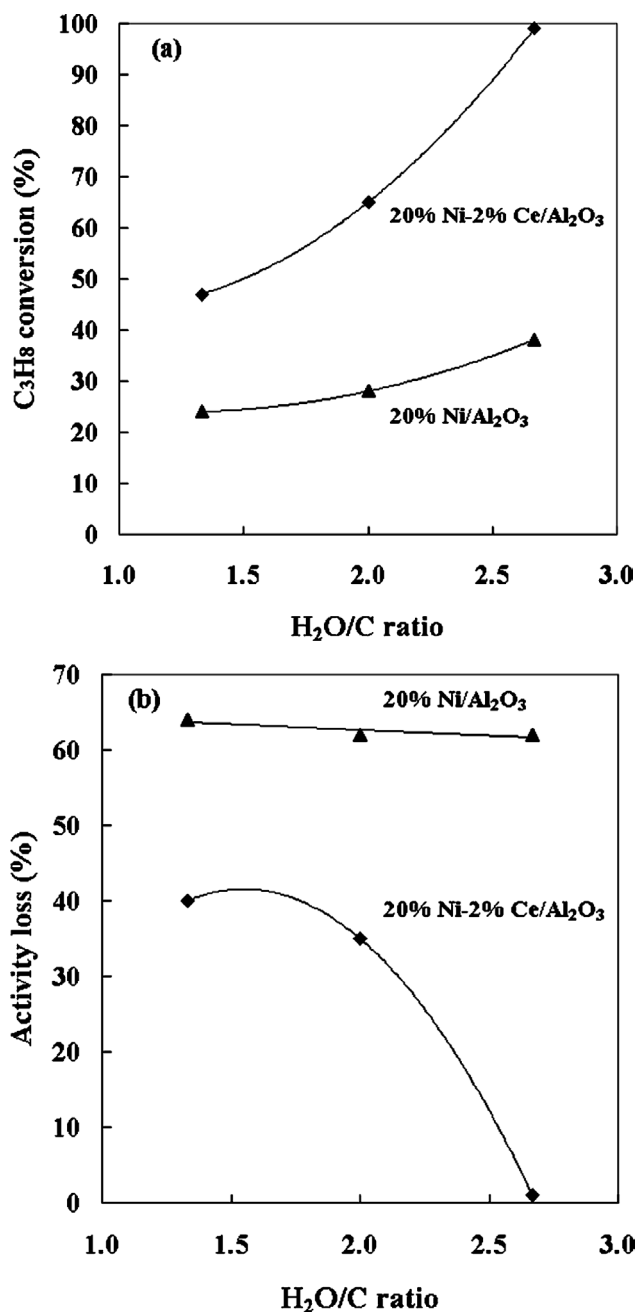 (a)
C₃H₈ conversion (%)
100
90
80
70
60
50
40
30
20
10
0
20% Ni-2% Ce/Al₂O₃
20% Ni/Al₂O₃
1.0 1.5 2.0 2.5 3.0
H₂O/C ratio
(b)
Activity loss (%)
70
60
50
40
30
20
10
0
20% Ni/Al₂O₃
20% Ni-2% Ce/Al₂O₃
1.0 1.5 2.0 2.5 3.0
H₂O/C ratio